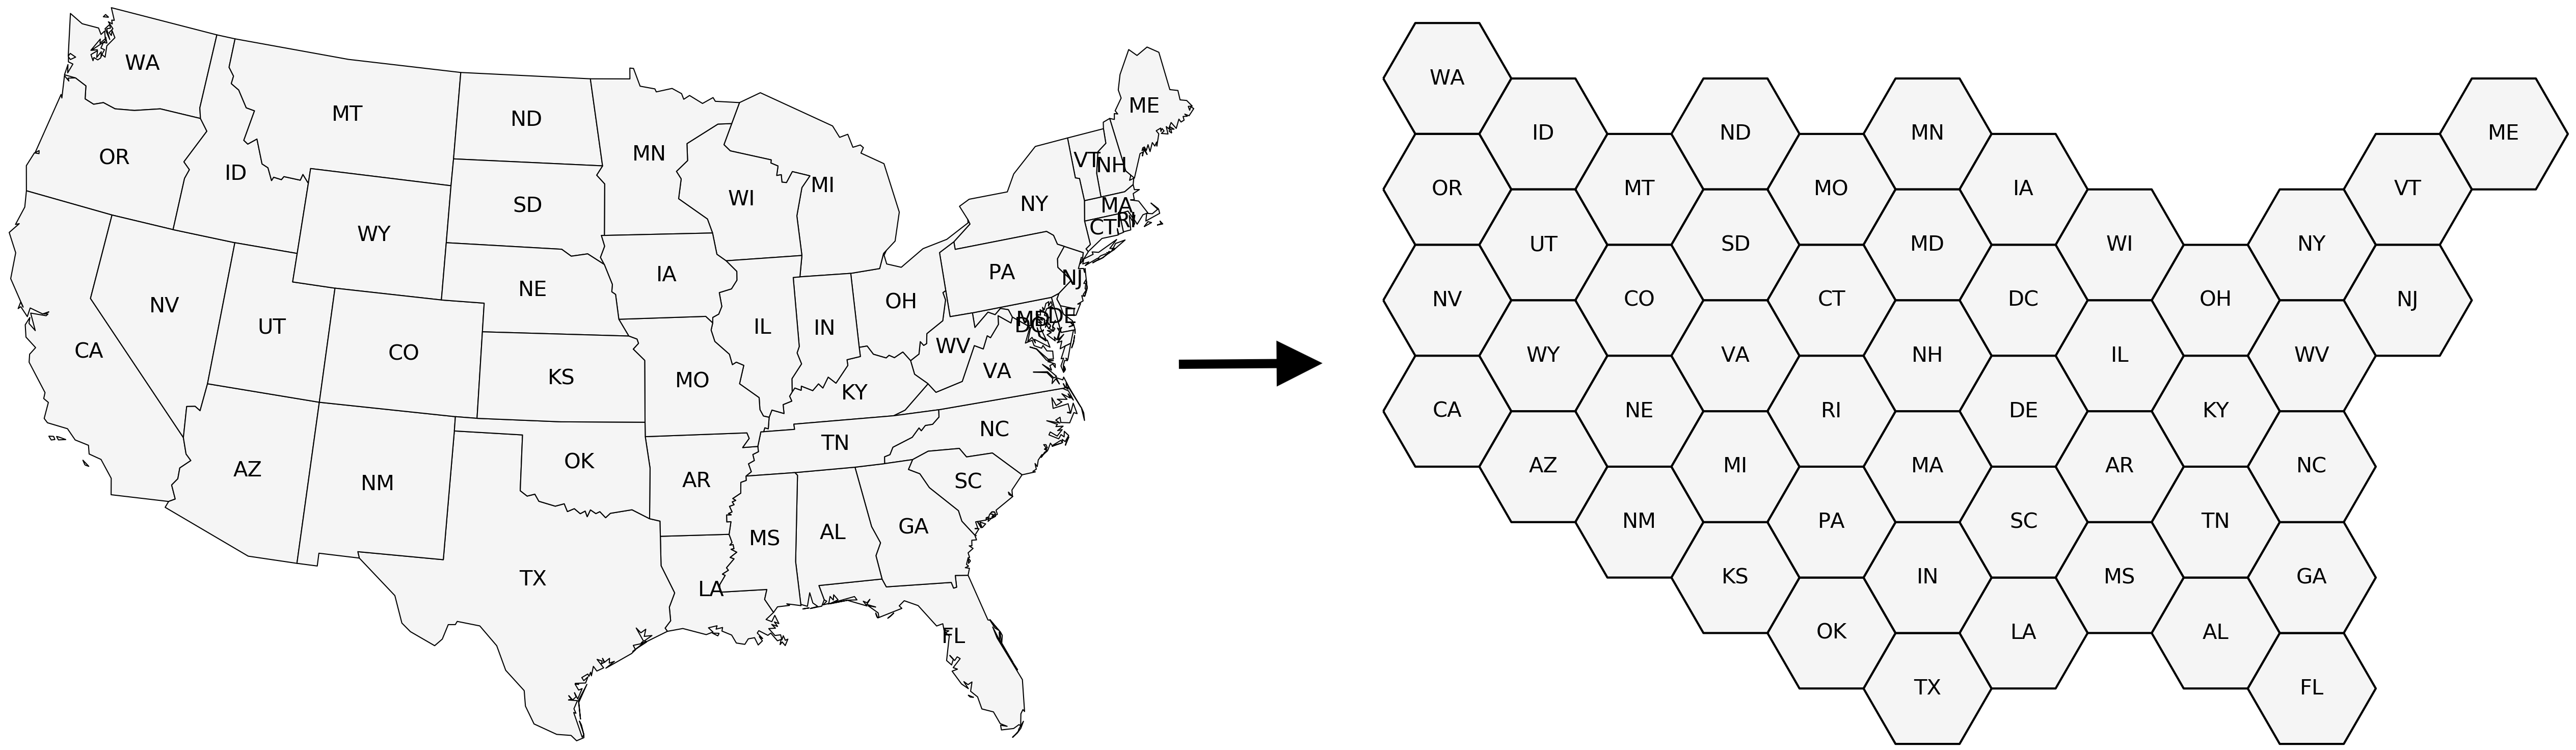 WA
MT
ND
ME
MN
OR
ID
VT
NH
MI
WI
SD
NY
MA
RI
CT
WY
PA
IA
NJ
NE
OH
NV
DE
MD
DC
UT
IL
IN
WV
CA
CO
VA
KS
MO
KY
NC
TN
OK
AZ
AR
SC
NM
GA
AL
MS
TX
LA
FL
WA
ID
ND
MN
ME
OR
MT
MO
IA
VT
UT
SD
MD
WI
NY
NV
CO
CT
DC
OH
NJ
WY
VA
NH
IL
WV
CA
NE
RI
DE
KY
AZ
MI
MA
AR
NC
NM
PA
SC
TN
KS
IN
MS
GA
OK
LA
AL
TX
FL